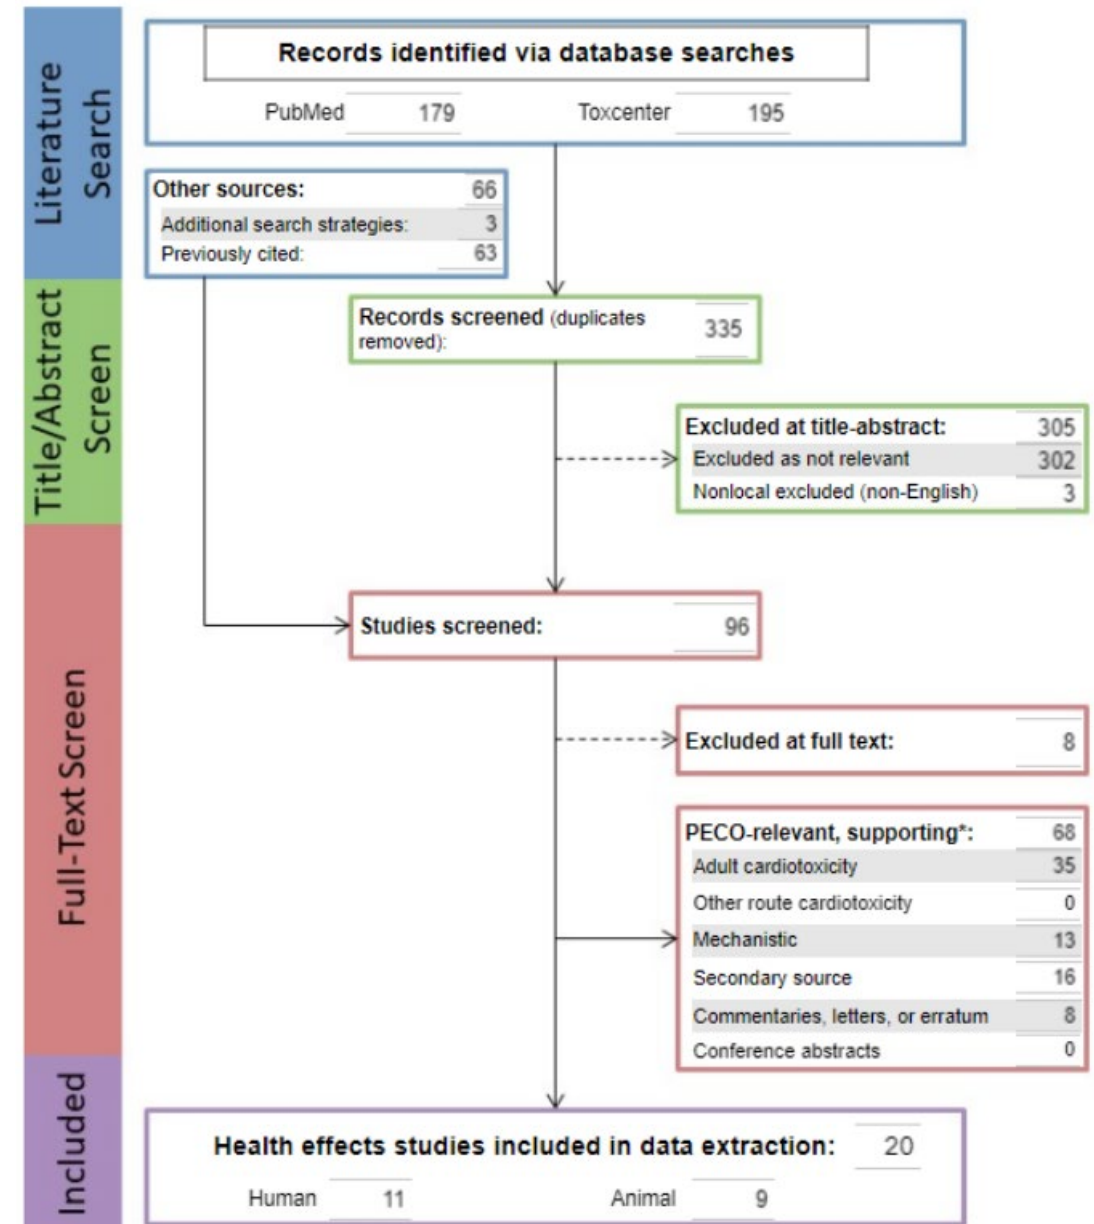 Literature
Search
Records identified via database searches
PubMed 179 Toxcenter 195
Other sources: 66
Additional search strategies: 3
Previously cited: 63
Title/Abstract
Screen
Records screened (duplicates
removed): 335
Excluded at title-abstract: 305
Excluded as not relevant 302
Nonlocal excluded (non-English) 3
Full-Text Screen
Studies screened: 96
Excluded at full text: 8
PECO-relevant, supporting*: 68
Adult cardiotoxicity 35
Other route cardiotoxicity 0
Mechanistic 13
Secondary source 16
Commentaries, letters, or erratum 8
Conference abstracts 0
Included
Health effects studies included in data extraction: 20
Human 11 Animal 9